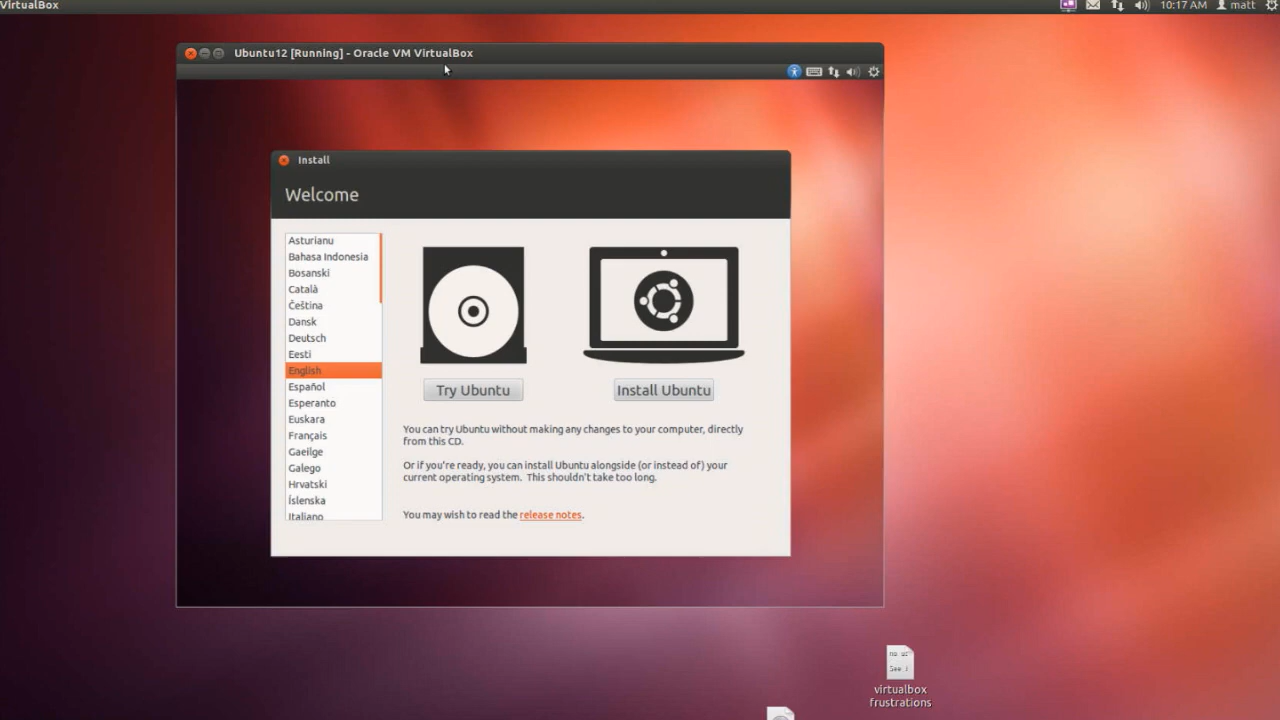 VirtualBox
10:17 AM matt
Ubuntu12 [Running] - Oracle VM VirtualBox
Install
Welcome
Asturianu
Bahasa Indonesia
Bosanski
Català
Čeština
Dansk
Deutsch
Eesti
English
Español
Esperanto
Euskara
Français
Gaeilge
Galego
Hrvatski
Íslenska
Italiano
Try Ubuntu
Install Ubuntu
You can try Ubuntu without making any changes to your computer, directly
from this CD.
Or if you're ready, you can install Ubuntu alongside (or instead of) your
current operating system. This shouldn't take too long.
You may wish to read the release notes.
virtualbox
frustrations